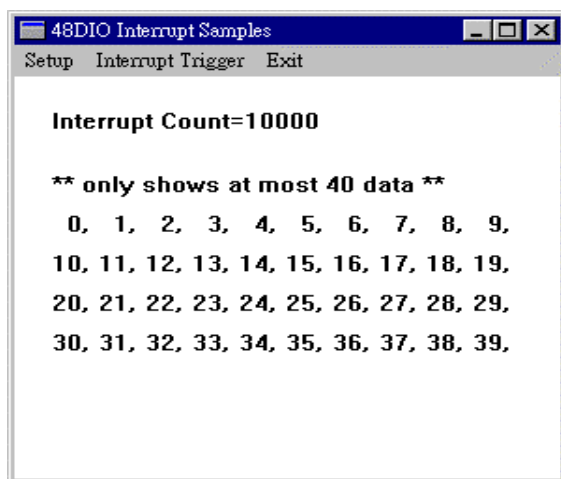 48DIO Interrupt Samples
Setup Interrupt Trigger Exit
Interrupt Count=10000
** only shows at most 40 data **
0, 1, 2, 3, 4, 5, 6, 7, 8, 9,
10, 11, 12, 13, 14, 15, 16, 17, 18, 19,
20, 21, 22, 23, 24, 25, 26, 27, 28, 29,
30, 31, 32, 33, 34, 35, 36, 37, 38, 39,